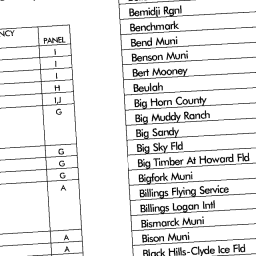 NCY
PANEL
I
I
I
H
I,J
G
G
G
G
A
A
A
Bemidji Rgnl
Benchmark
Bend Muni
Benson Muni
Bert Mooney
Beulah
Big Horn County
Big Muddy Ranch
Big Sandy
Big Sky Fld
Big Timber At Howard Fld
Bigfork Muni
Billings Flying Service
Billings Logan Intl
Bismarck Muni
Bison Muni
Black Hills-Clyde Ice Fld